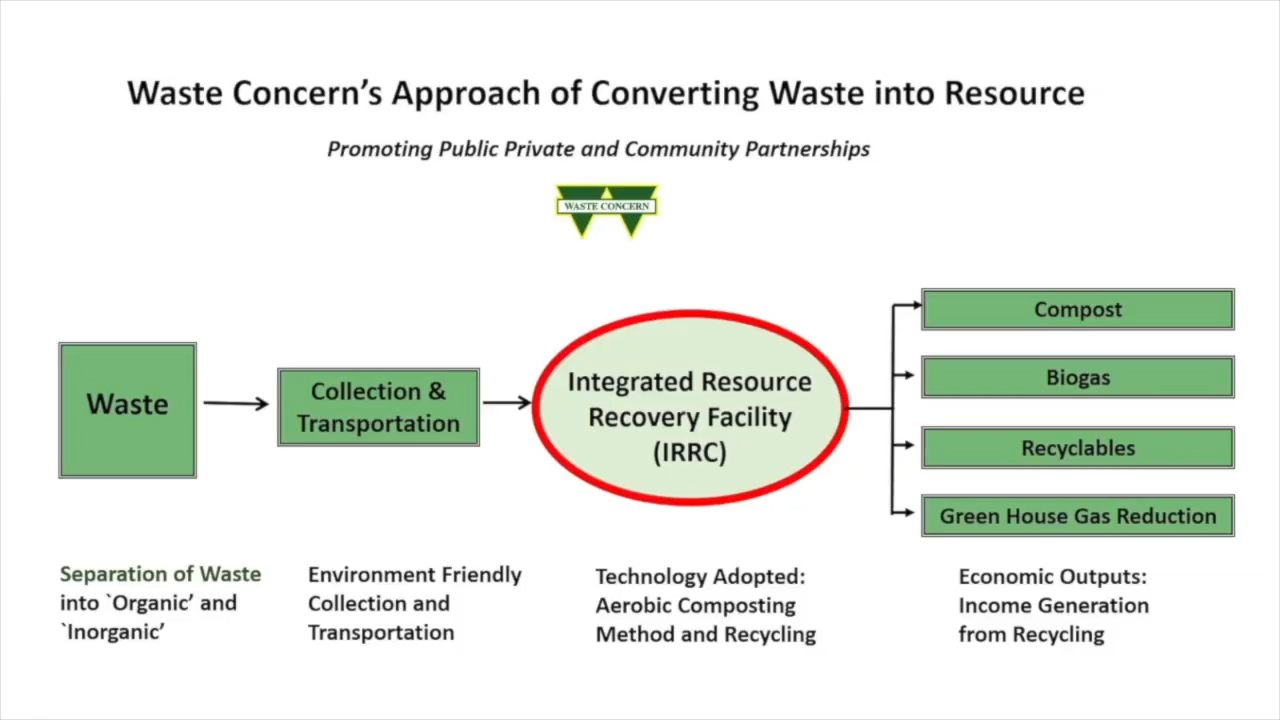 Waste Concern’s Approach of Converting Waste into Resource
Promoting Public Private and Community Partnerships
WASTE CONCERN
Waste
Collection &
Transportation
Integrated Resource
Recovery Facility
(IRRC)
Compost
Biogas
Recyclables
Green House Gas Reduction
Separation of Waste
into `Organic’ and
`Inorganic’
Environment Friendly
Collection and
Transportation
Technology Adopted:
Aerobic Composting
Method and Recycling
Economic Outputs:
Income Generation
from Recycling